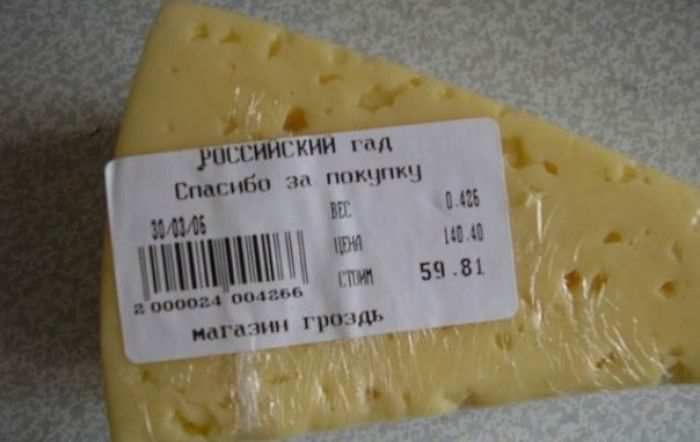 РОССИЙСКИЙ гад
Спасибо за покупку
30/03/06
ВЕС 0.426
ЦЕНА 140.40
СТОИМ 59.81
2 000024 004266
магазин гроздь